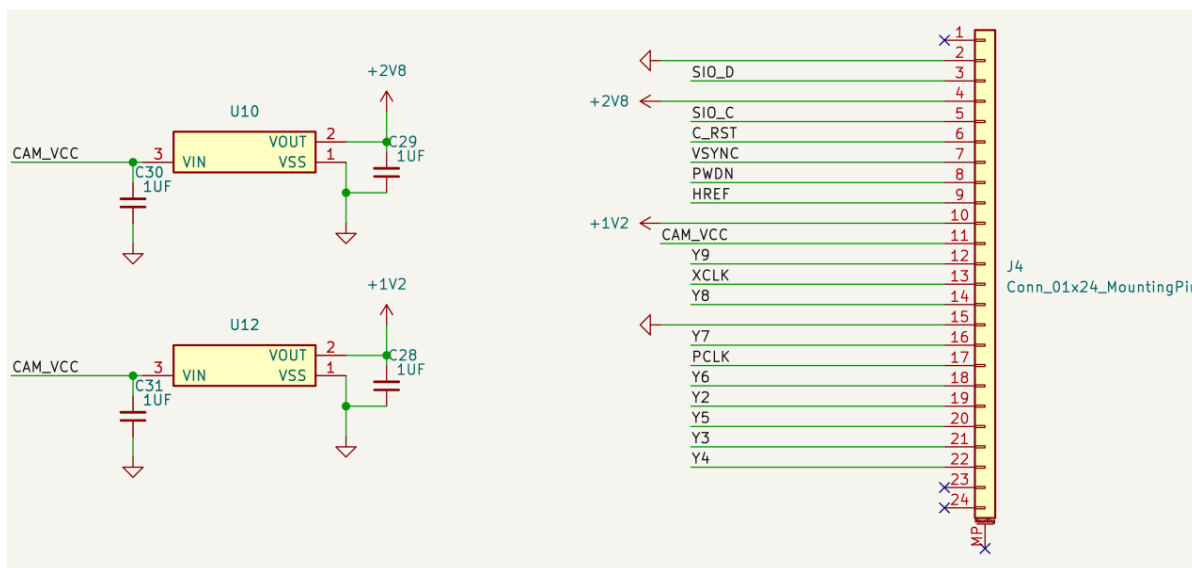 +2V8
U10
CAM_VCC
3
VIN
VOUT
VSS
2
1
C29
1UF
C30
1UF
+1V2
U12
CAM_VCC
3
VIN
VOUT
VSS
2
1
C28
1UF
C31
1UF
1
2
SIO_D 3
+2V8 4
SIO_C 5
C_RST 6
VSYNC 7
PWDN 8
HREF 9
+1V2 10
CAM_VCC 11
Y9 12
XCLK 13
Y8 14
15
Y7 16
PCLK 17
Y6 18
Y2 19
Y5 20
Y3 21
Y4 22
23
24
MP
J4
Conn_01x24_MountingPin